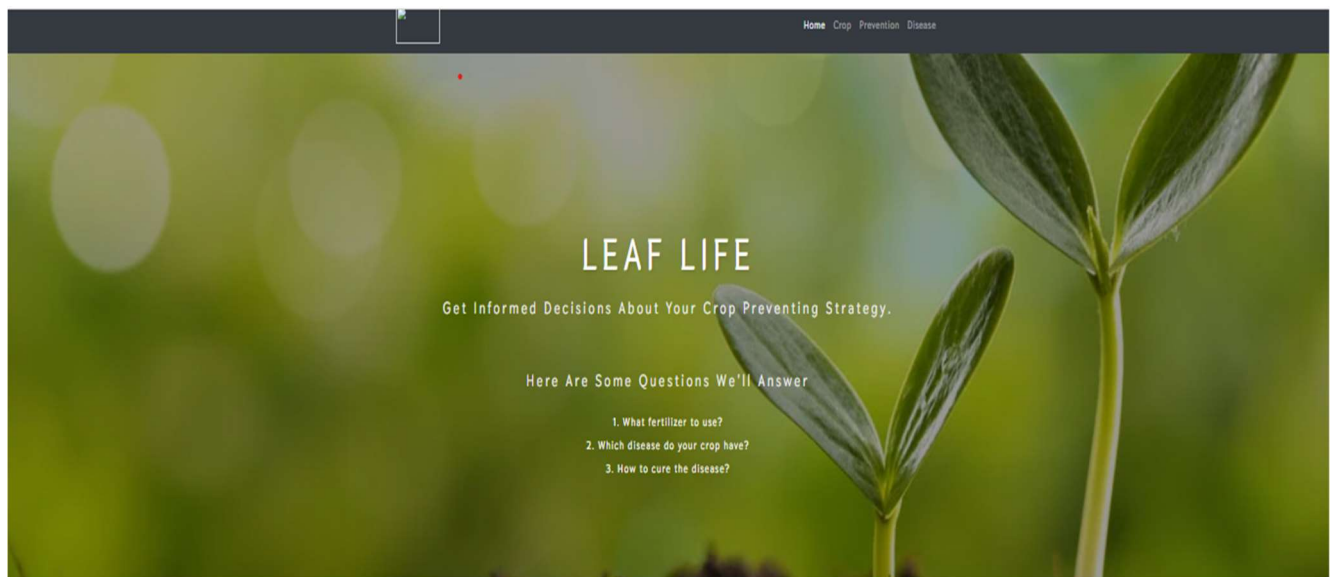 Home Crop Prevention Disease
LEAF LIFE
Get Informed Decisions About Your Crop Preventing Strategy.
Here Are Some Questions We'll Answer
1. What fertilizer to use?
2. Which disease do your crop have?
3. How to cure the disease?